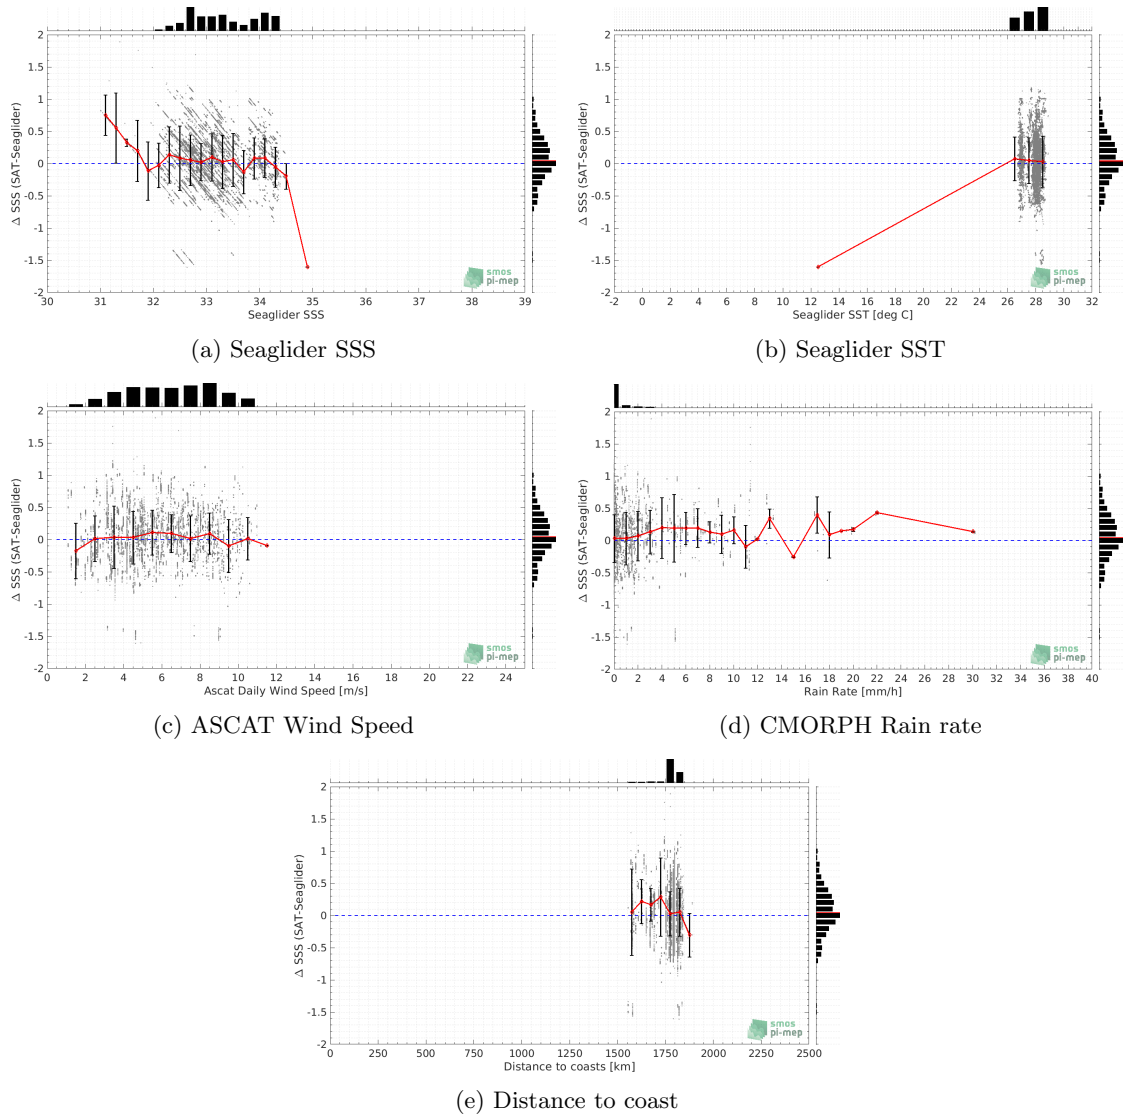 2
1.5
1
0.5
0
-0.5
-1
-1.5
-2
Δ SSS (SAT-Seaglider)
30 31 32 33 34 35 36 37 38 39
Seaglider SSS
smos
pi-mep
(a) Seaglider SSS
2
1.5
1
0.5
0
-0.5
-1
-1.5
-2
Δ SSS (SAT-Seaglider)
-2 0 2 4 6 8 10 12 14 16 18 20 22 24 26 28 30 32
Seaglider SST [deg C]
smos
pi-mep
(b) Seaglider SST
2
1.5
1
0.5
0
-0.5
-1
-1.5
-2
Δ SSS (SAT-Seaglider)
0 2 4 6 8 10 12 14 16 18 20 22 24
Ascat Daily Wind Speed [m/s]
smos
pi-mep
(c) ASCAT Wind Speed
2
1.5
1
0.5
0
-0.5
-1
-1.5
-2
Δ SSS (SAT-Seaglider)
0 2 4 6 8 10 12 14 16 18 20 22 24 26 28 30 32 34 36 38 40
Rain Rate [mm/h]
smos
pi-mep
(d) CMORPH Rain rate
2
1.5
1
0.5
0
-0.5
-1
-1.5
-2
Δ SSS (SAT-Seaglider)
0 250 500 750 1000 1250 1500 1750 2000 2250 2500
Distance to coasts [km]
smos
pi-mep
(e) Distance to coast